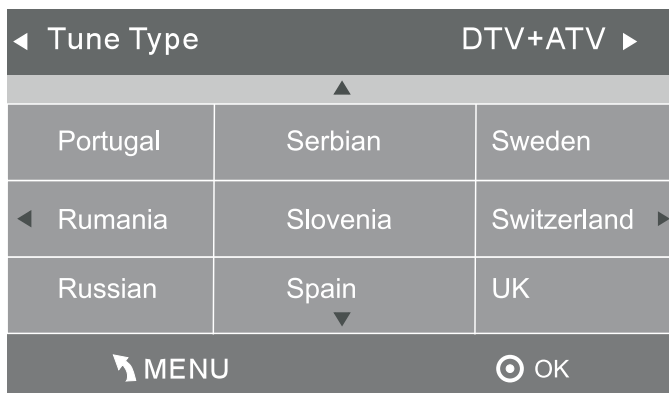 Tune Type DTV+ATV
Portugal Serbian Sweden
Rumania Slovenia Switzerland
Russian Spain UK
MENU OK